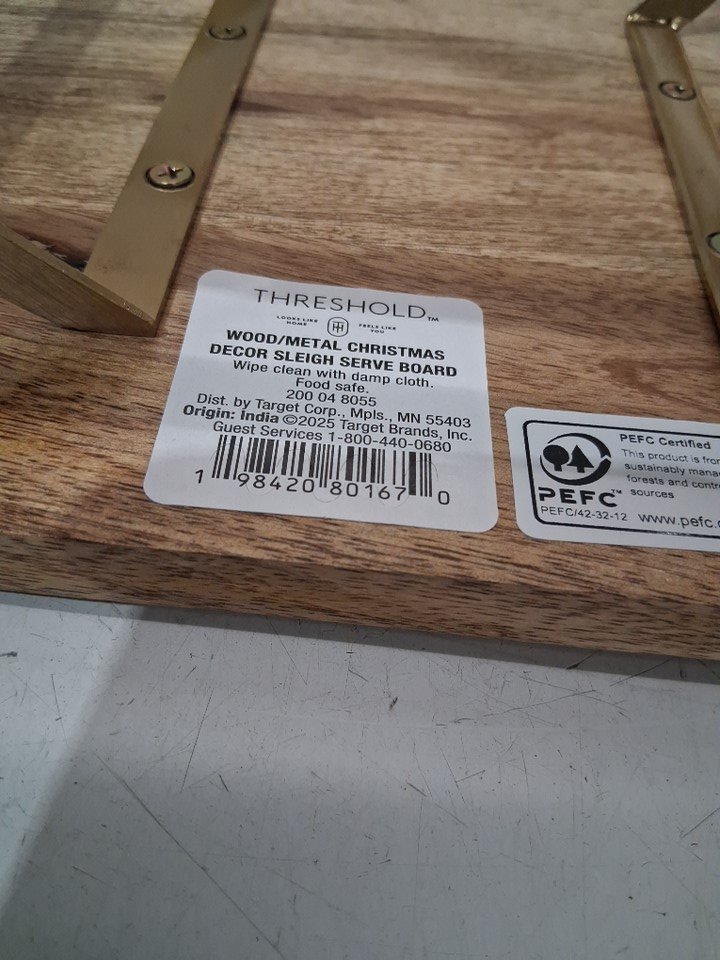 THRESHOLD™
LOOKS LIKE HOME TH FEELS LIKE YOU
WOOD/METAL CHRISTMAS
DECOR SLEIGH SERVE BOARD
Wipe clean with damp cloth.
Food safe.
200 04 8055
Dist. by Target Corp., Mpls., MN 55403
Origin: India ©2025 Target Brands, Inc.
Guest Services 1-800-440-0680
1 98420 80167 0
PEFC Certified
This product is from
sustainably mana
forests and contr
sources
PEFC™
PEFC/42-32-12 www.pefc.